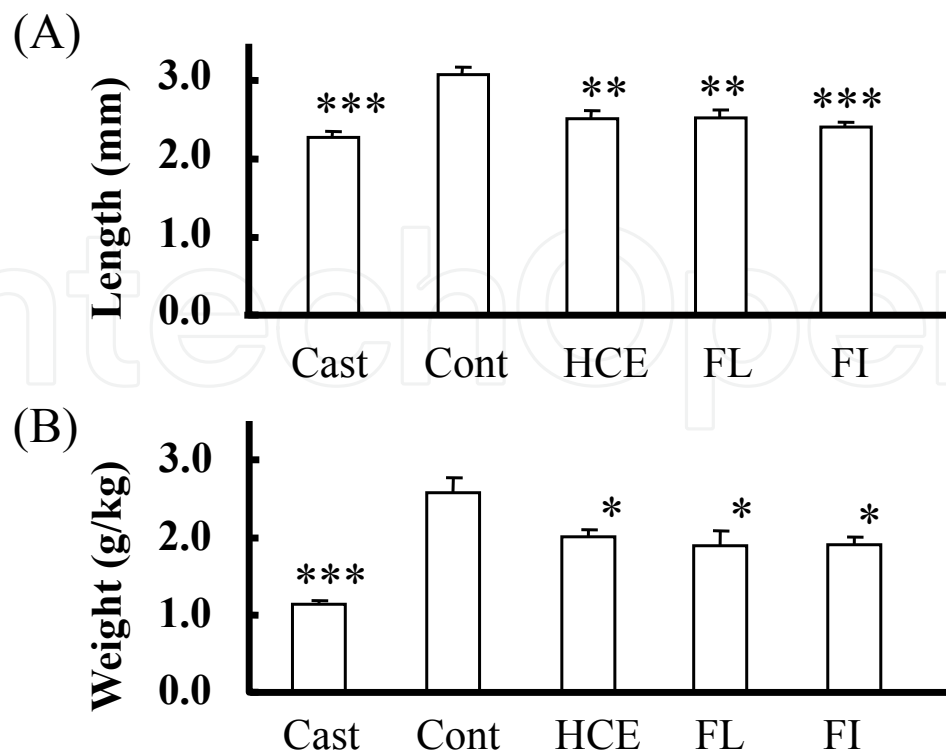 (A)
Length (mm)
3.0
2.0
1.0
0.0
*** ** ** ***
Cast Cont HCE FL FI
ntechOpen
(B)
Weight (g/kg)
3.0
2.0
1.0
0.0
*** * * *
Cast Cont HCE FL FI